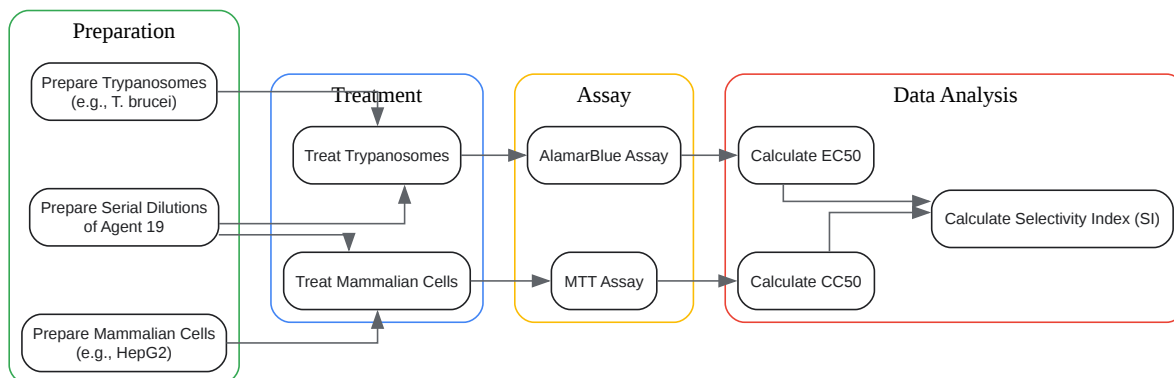 Preparation
Prepare Trypanosomes
(e.g., T. brucei)
Prepare Serial Dilutions
of Agent 19
Prepare Mammalian Cells
(e.g., HepG2)
Treatment
Treat Trypanosomes
Treat Mammalian Cells
Assay
AlamarBlue Assay
MTT Assay
Data Analysis
Calculate EC50
Calculate CC50
Calculate Selectivity Index (SI)